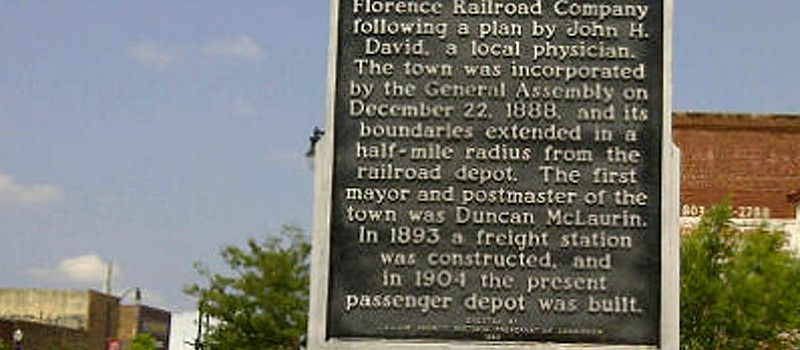 Florence Railroad Company
following a plan by John H.
David, a local physician.
The town was incorporated
by the General Assembly on
December 22, 1888, and its
boundaries extended in a
half-mile radius from the
railroad depot. The first
mayor and postmaster of the
town was Duncan McLaurin.
In 1893 a freight station
was constructed, and
in 1904 the present
passenger depot was built.
ERECTED BY